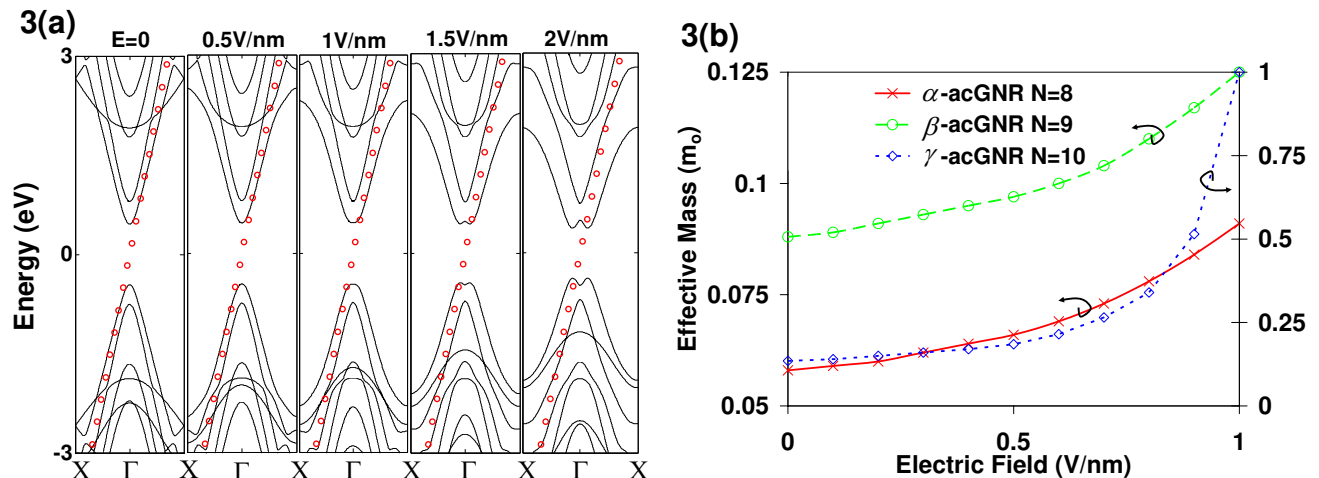 3(a)
E=0 0.5V/nm 1V/nm 1.5V/nm 2V/nm
3
0
-3
Energy (eV)
X Γ X Γ X Γ X Γ X Γ X
3(b)
0.125
0.1
0.075
0.05
Effective Mass (mo)
α-acGNR N=8
β-acGNR N=9
γ-acGNR N=10
1
0.75
0.5
0.25
0
0 0.5 1
Electric Field (V/nm)